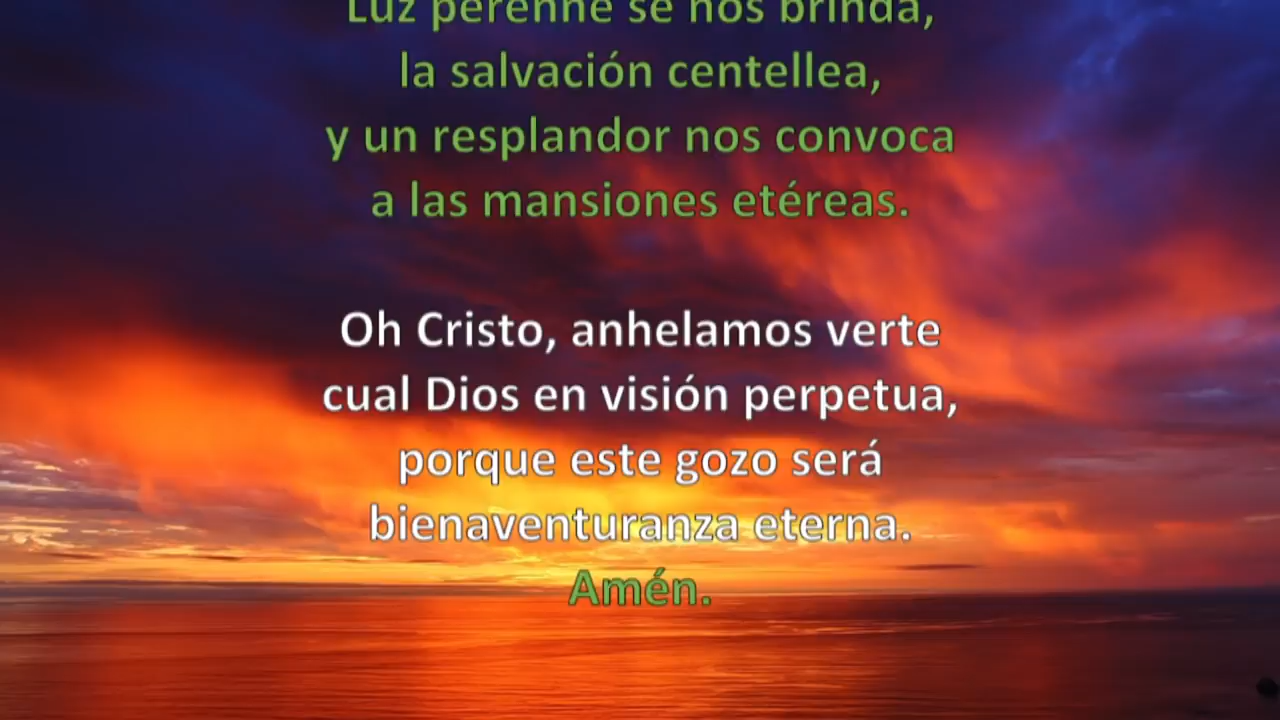 Luz perenne se nos brinda,
la salvación centellea,
y un resplandor nos convoca
a las mansiones etéreas.
Oh Cristo, anhelamos verte
cual Dios en visión perpetua,
porque este gozo será
bienaventuranza eterna.
Amén.